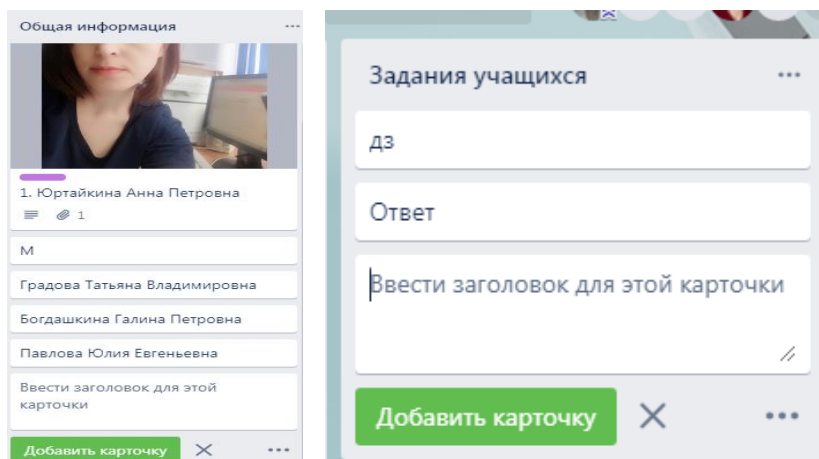 Общая информация
1. Юртайкина Анна Петровна
1
М
Градова Татьяна Владимировна
Богдашкина Галина Петровна
Павлова Юлия Евгеньевна
Ввести заголовок для этой
карточки
Добавить карточку
Задания учащихся
дз
Ответ
Ввести заголовок для этой карточки
Добавить карточку